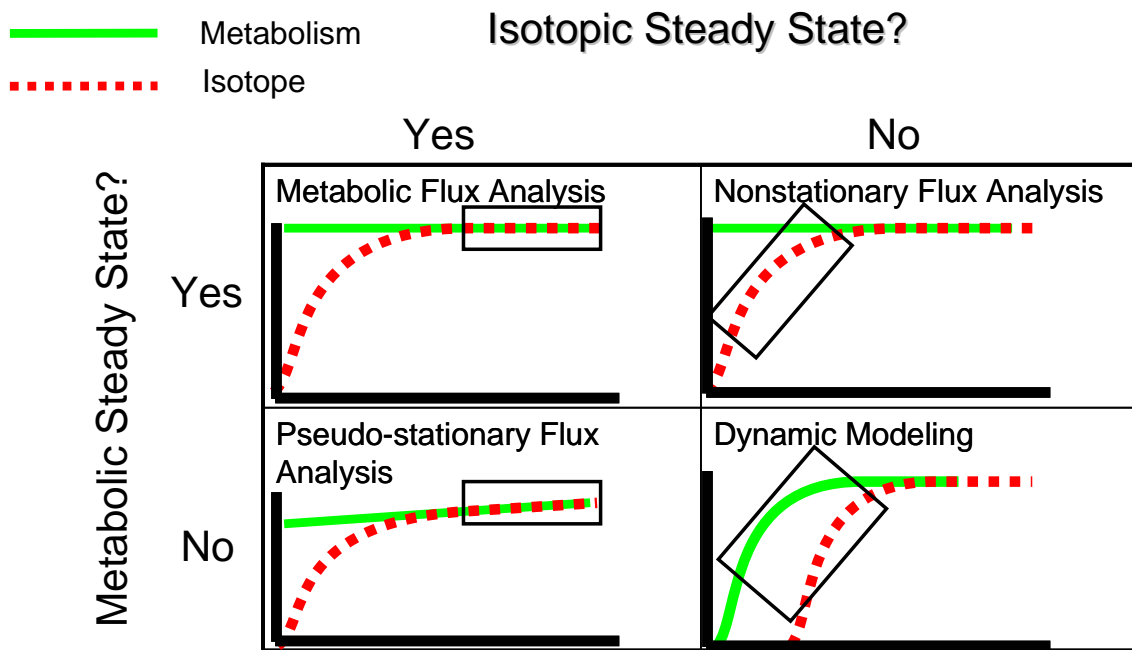 Metabolism
Isotope
Isotopic Steady State?
Yes
No
Metabolic Steady State?
Yes
Metabolic Flux Analysis
Nonstationary Flux Analysis
No
Pseudo-stationary Flux
Analysis
Dynamic Modeling